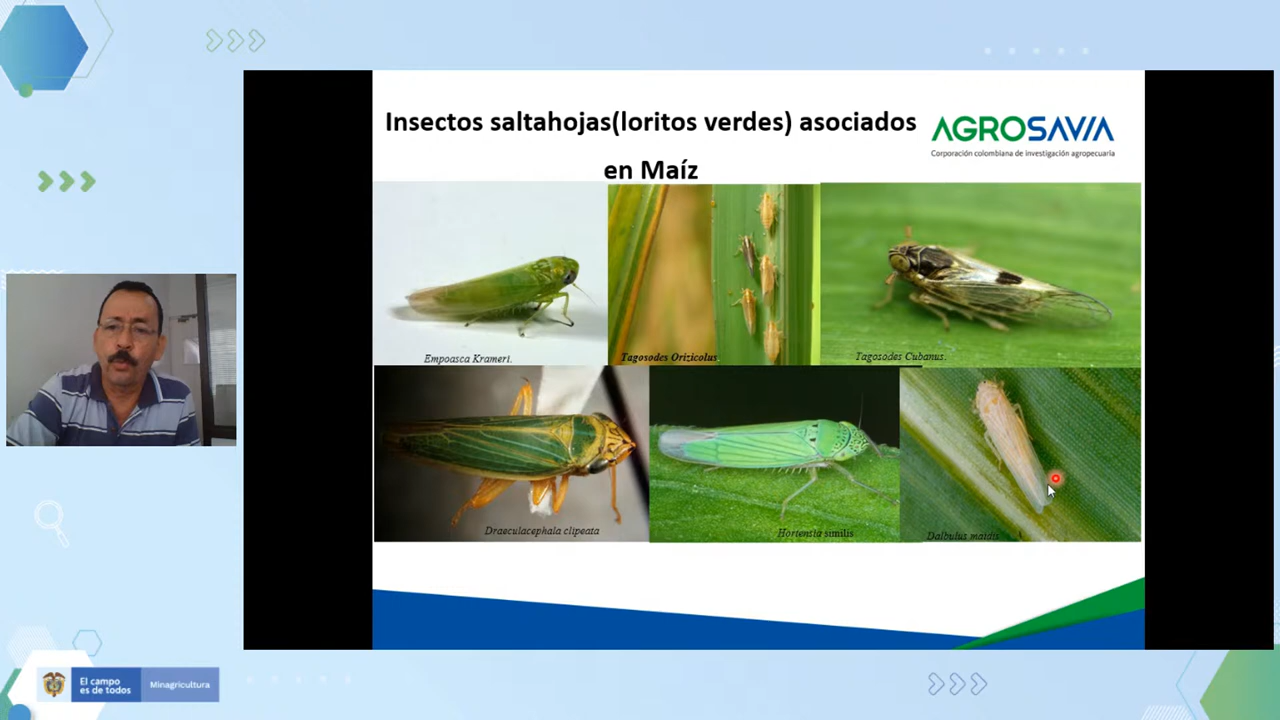 Insectos saltahojas(loritos verdes) asociados
en Maíz
AGROSAVIA
Corporación colombiana de investigación agropecuaria
Empoasca Krameri.
Tagosodes Orizicolus.
Tagosodes Cubanus.
Draeculacephala clipeata
Hortensia similis
Dalbulus maidis
El campo
es de todos
Minagricultura